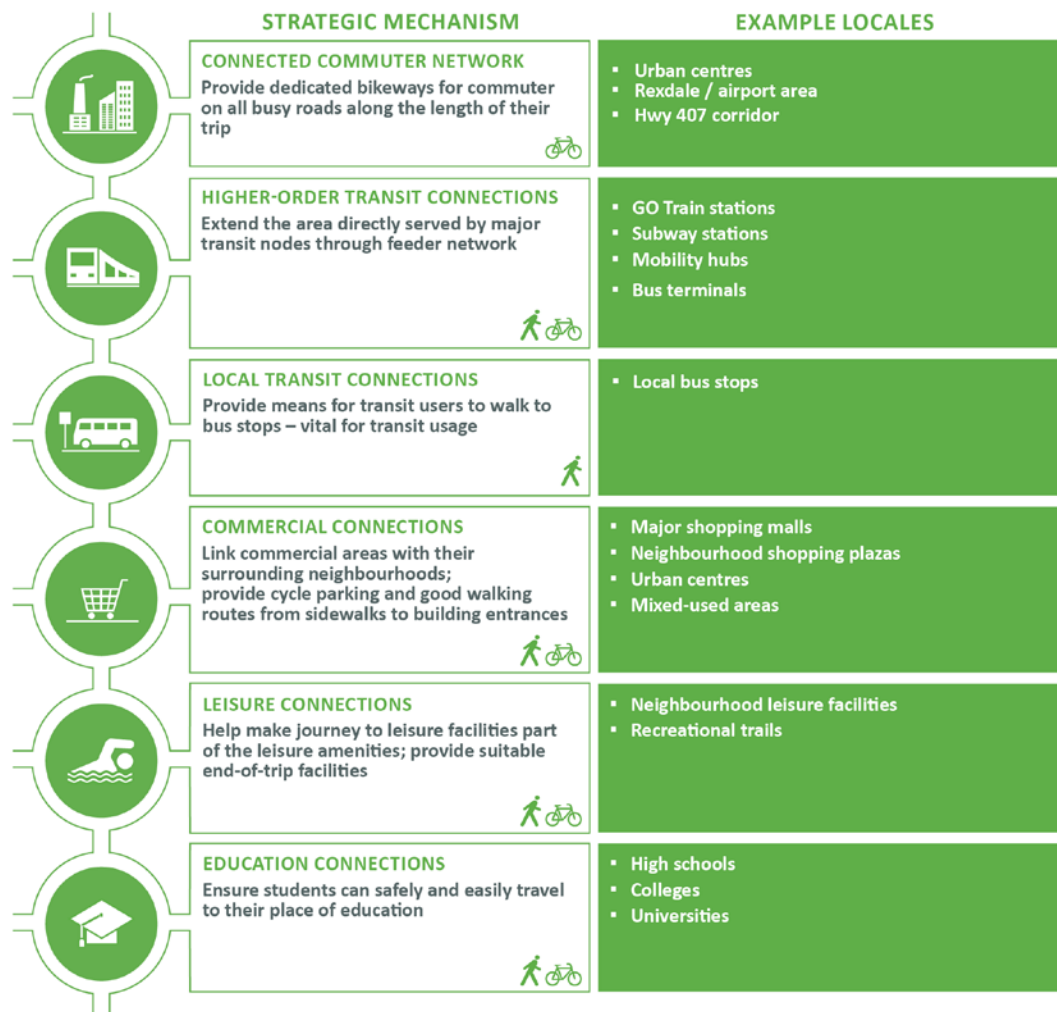 STRATEGIC MECHANISM
EXAMPLE LOCALES
CONNECTED COMMUTER NETWORK
Provide dedicated bikeways for commuter
on all busy roads along the length of their
trip
▪ Urban centres
▪ Rexdale / airport area
▪ Hwy 407 corridor
HIGHER-ORDER TRANSIT CONNECTIONS
Extend the area directly served by major
transit nodes through feeder network
▪ GO Train stations
▪ Subway stations
▪ Mobility hubs
▪ Bus terminals
LOCAL TRANSIT CONNECTIONS
Provide means for transit users to walk to
bus stops – vital for transit usage
▪ Local bus stops
COMMERCIAL CONNECTIONS
Link commercial areas with their
surrounding neighbourhoods;
provide cycle parking and good walking
routes from sidewalks to building entrances
▪ Major shopping malls
▪ Neighbourhood shopping plazas
▪ Urban centres
▪ Mixed-used areas
LEISURE CONNECTIONS
Help make journey to leisure facilities part
of the leisure amenities; provide suitable
end-of-trip facilities
▪ Neighbourhood leisure facilities
▪ Recreational trails
EDUCATION CONNECTIONS
Ensure students can safely and easily travel
to their place of education
▪ High schools
▪ Colleges
▪ Universities